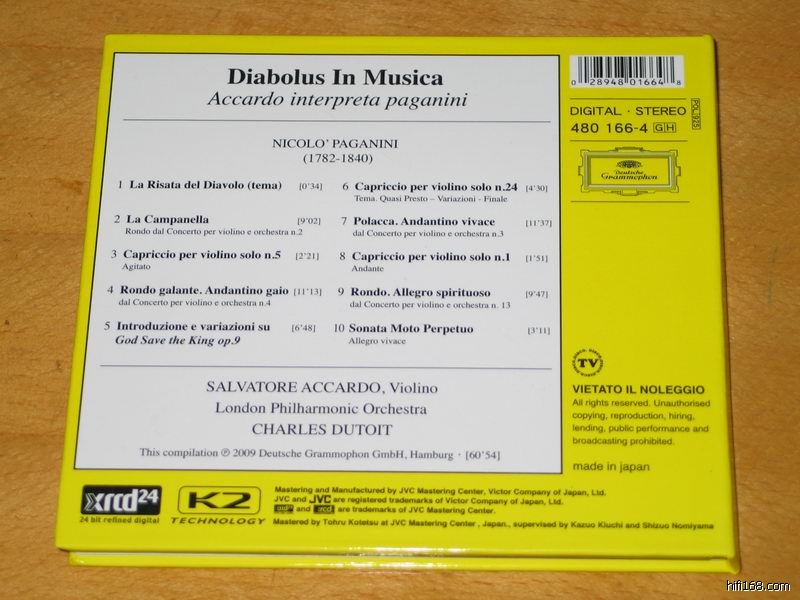 Diabolus In Musica
Accardo interpreta paganini
NICOLO' PAGANINI
(1782-1840)
1 La Risata del Diavolo (tema) [0'34]
2 La Campanella [9'02]
Rondo dal Concerto per violino e orchestra n.2
3 Capriccio per violino solo n.5 [2'21]
Agitato
4 Rondo galante. Andantino gaio [11'13]
dal Concerto per violino e orchestra n.4
5 Introduzione e variazioni su [6'48]
God Save the King op.9
6 Capriccio per violino solo n.24 [4'30]
Tema. Quasi Presto – Variazioni - Finale
7 Polacca. Andantino vivace [11'37]
dal Concerto per violino e orchestra n.3
8 Capriccio per violino solo n.1 [1'51]
Andante
9 Rondo. Allegro spirituoso [9'47]
dal Concerto per violino e orchestra n. 13
10 Sonata Moto Perpetuo [3'11]
Allegro vivace
SALVATORE ACCARDO, Violino
London Philharmonic Orchestra
CHARLES DUTOIT
This compilation ℗ 2009 Deutsche Grammophon GmbH, Hamburg · [60'54]
0 28948 01664 8
DIGITAL · STEREO
480 166-4 GH
POL 925
Deutsche
Grammophon
TV
VIETATO IL NOLEGGIO
All rights reserved. Unauthorised
copying, reproduction, hiring,
lending, public performance and
broadcasting prohibited.
made in japan
xrcd24
24 bit refined digital
K2
TECHNOLOGY
Mastering and Manufactured by JVC Mastering Center, Victor Company of Japan, Ltd.
JVC and JVC are registered trademarks of Victor Company of Japan, Ltd.
xrcd24 and xrcd are trademarks of JVC Mastering Center.
Mastered by Tohru Kotetsu at JVC Mastering Center , Japan., supervised by Kazuo Kiuchi and Shizuo Nomiyama
hifi168.com